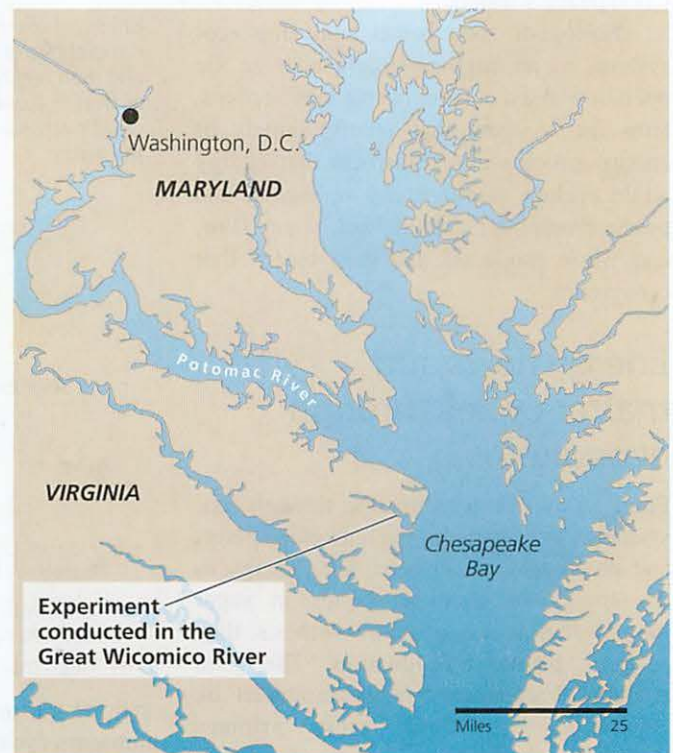 Washington, D.C.
MARYLAND
Potomac River
VIRGINIA
Chesapeake
Bay
Experiment
conducted in the
Great Wicomico River
Miles 25